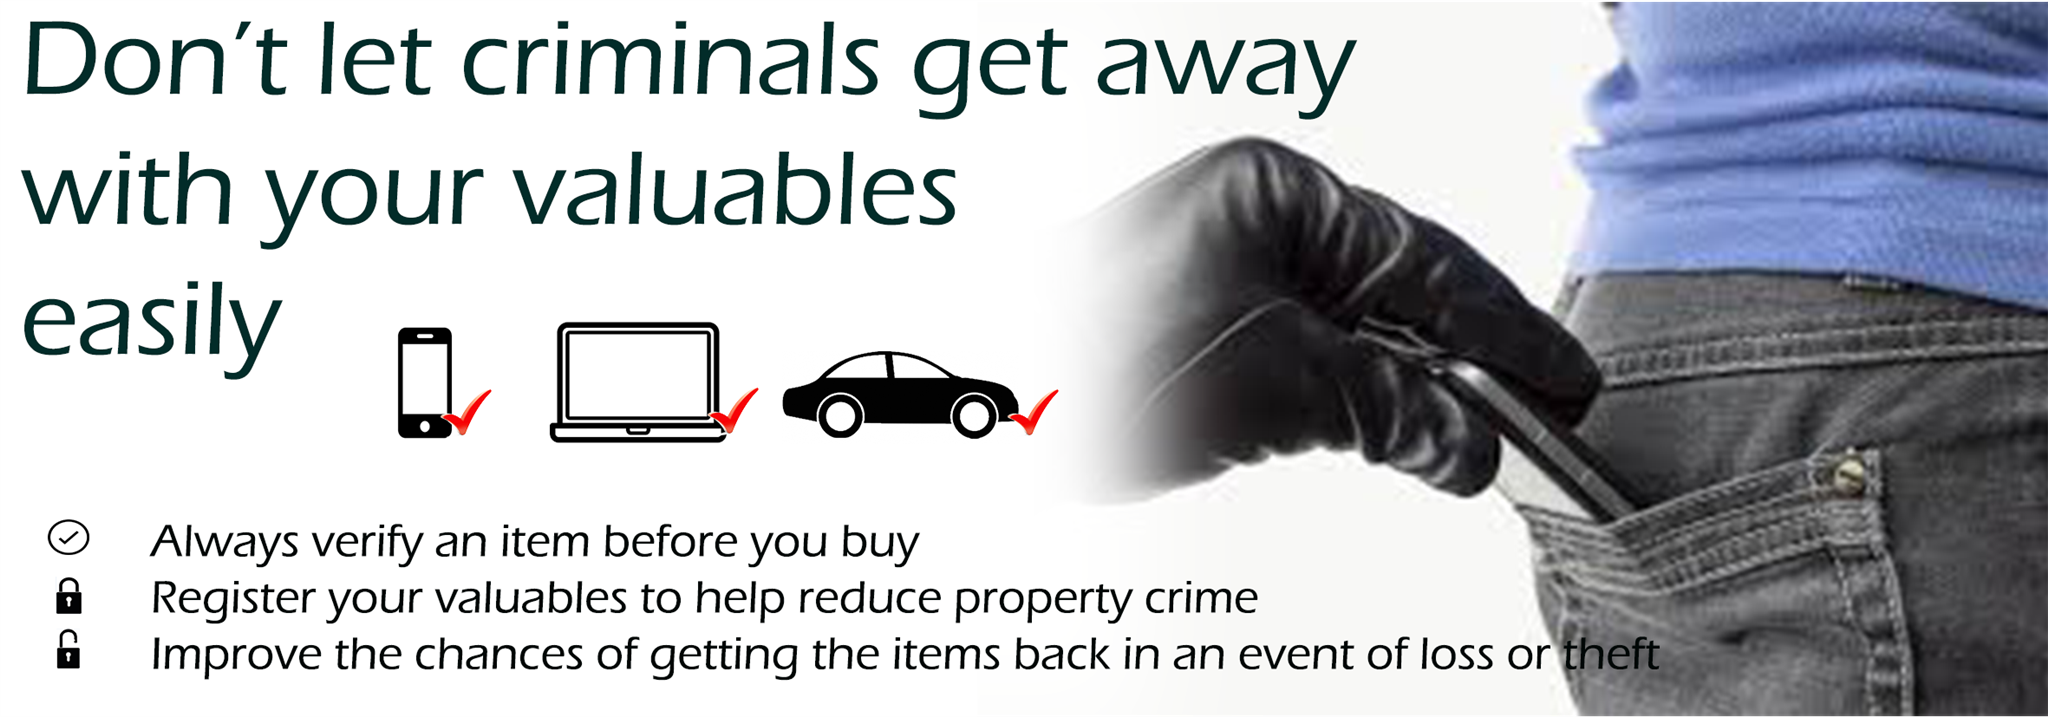 Don't let criminals get away
with your valuables
easily
Always verify an item before you buy
Register your valuables to help reduce property crime
Improve the chances of getting the items back in an event of loss or theft